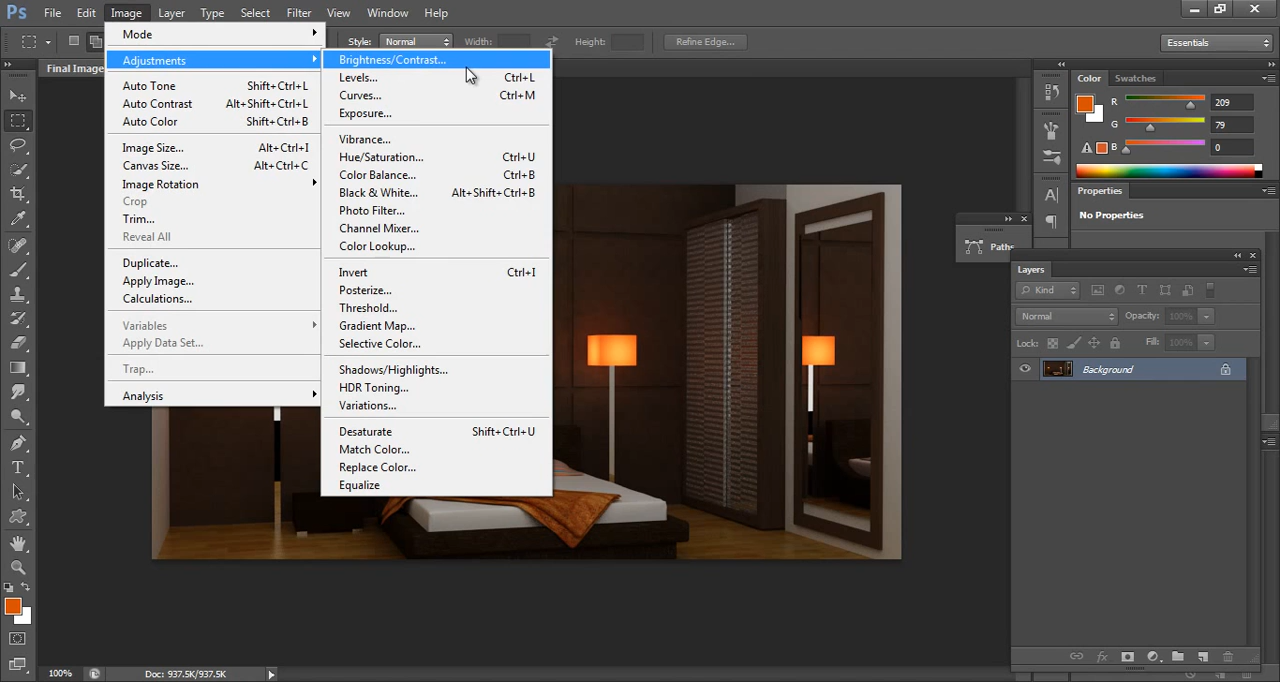 Ps File Edit Image Layer Type Select Filter View Window Help
Style: Normal Width: Height: Refine Edge... Essentials
Final Image
Mode
Adjustments
Auto Tone Shift+Ctrl+L
Auto Contrast Alt+Shift+Ctrl+L
Auto Color Shift+Ctrl+B
Image Size... Alt+Ctrl+I
Canvas Size... Alt+Ctrl+C
Image Rotation
Crop
Trim...
Reveal All
Duplicate...
Apply Image...
Calculations...
Variables
Apply Data Set...
Trap...
Analysis
Brightness/Contrast...
Levels... Ctrl+L
Curves... Ctrl+M
Exposure...
Vibrance...
Hue/Saturation... Ctrl+U
Color Balance... Ctrl+B
Black & White... Alt+Shift+Ctrl+B
Photo Filter...
Channel Mixer...
Color Lookup...
Invert Ctrl+I
Posterize...
Threshold...
Gradient Map...
Selective Color...
Shadows/Highlights...
HDR Toning...
Variations...
Desaturate Shift+Ctrl+U
Match Color...
Replace Color...
Equalize
Color Swatches
R 209
G 79
B 0
Properties
No Properties
Paths
Layers
Kind
Normal Opacity: 100%
Lock: Fill: 100%
Background
100% Doc: 937.5K/937.5K